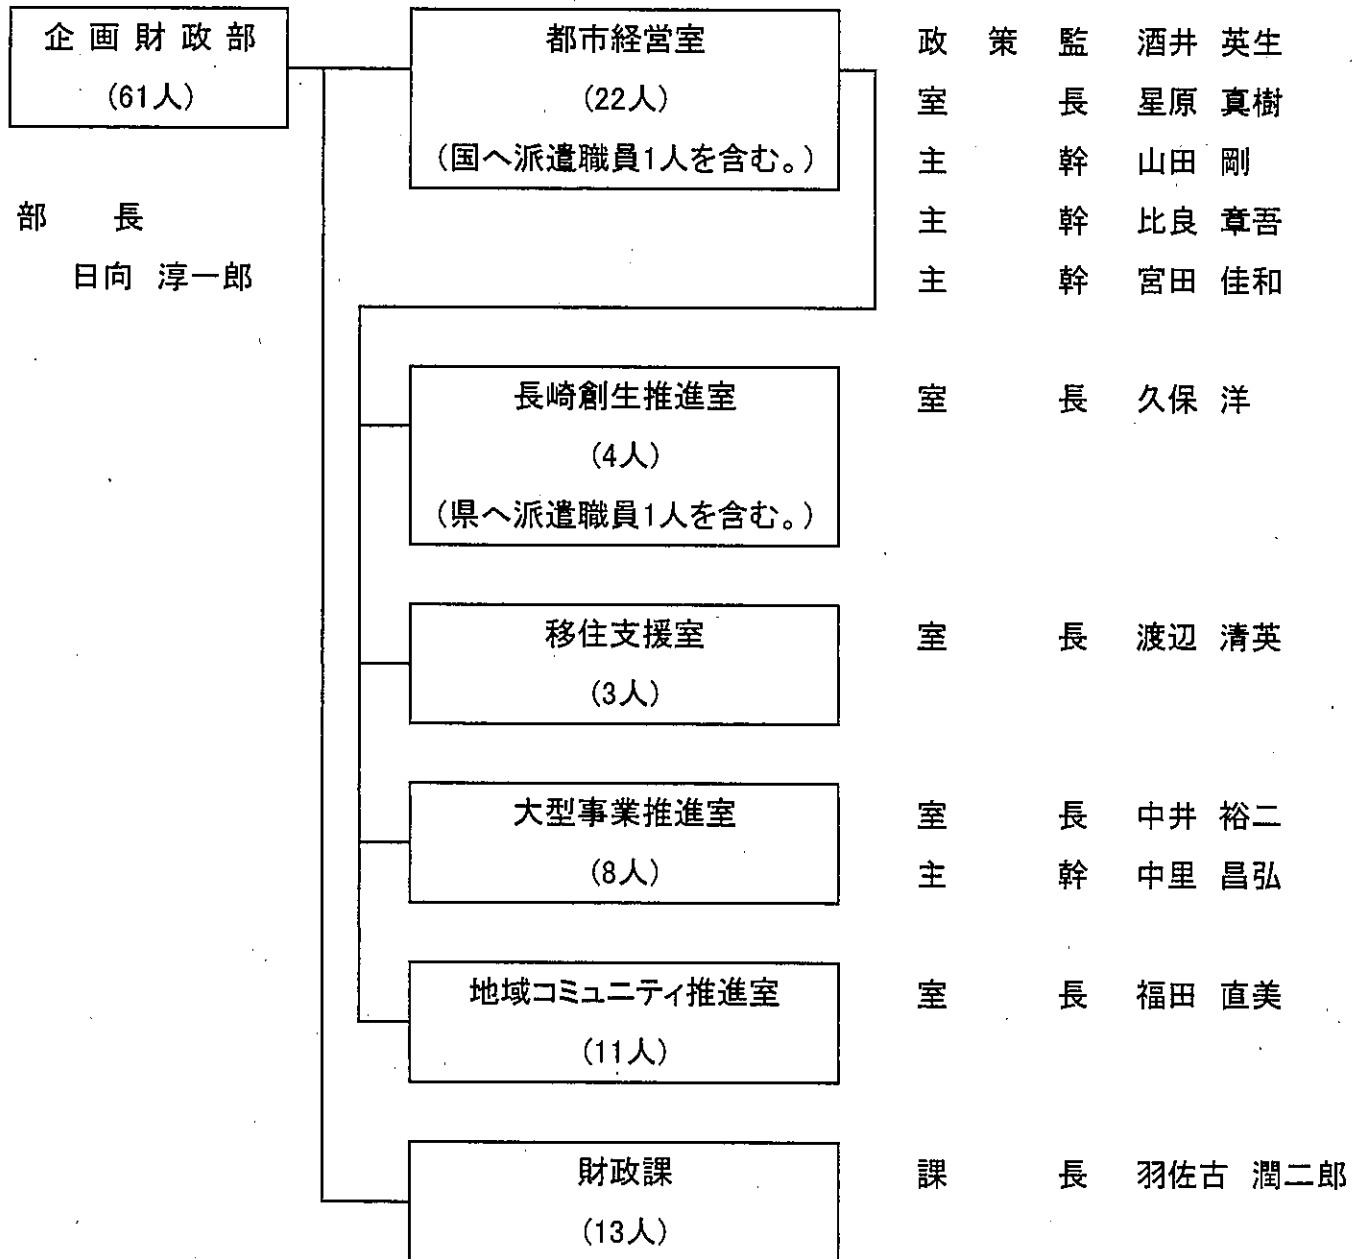 企画財政部
(61人)
部 長
日向 淳一郎
都市経営室
(22人)
(国へ派遣職員1人を含む。)
政 策 監 酒井 英生
室 長 星原 真樹
主 幹 山田 剛
主 幹 比良 章吾
主 幹 宮田 佳和
長崎創生推進室
(4人)
(県へ派遣職員1人を含む。)
室 長 久保 洋
移住支援室
(3人)
室 長 渡辺 清英
大型事業推進室
(8人)
室 長 中井 裕二
主 幹 中里 昌弘
地域コミュニティ推進室
(11人)
室 長 福田 直美
財政課
(13人)
課 長 羽佐古 潤二郎